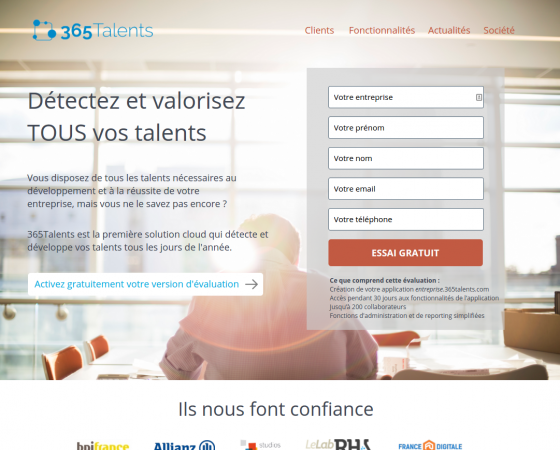 365Talents
Clients Fonctionnalités Actualités Société
Détectez et valorisez
TOUS vos talents
Vous disposez de tous les talents nécessaires au
développement et à la réussite de votre
entreprise, mais vous ne le savez pas encore ?
365Talents est la première solution cloud qui détecte et
développe vos talents tous les jours de l'année.
Activez gratuitement votre version d'évaluation
Votre entreprise
Votre prénom
Votre nom
Votre email
Votre téléphone
ESSAI GRATUIT
Ce que comprend cette évaluation :
Création de votre application entreprise.365talents.com
Accès pendant 30 jours aux fonctionnalités de l'application
jusqu'à 200 collaborateurs
Fonctions d'administration et de reporting simplifiées
Ils nous font confiance
bpifrance Allianz studios LeLab RHS FRANCE DIGITALE